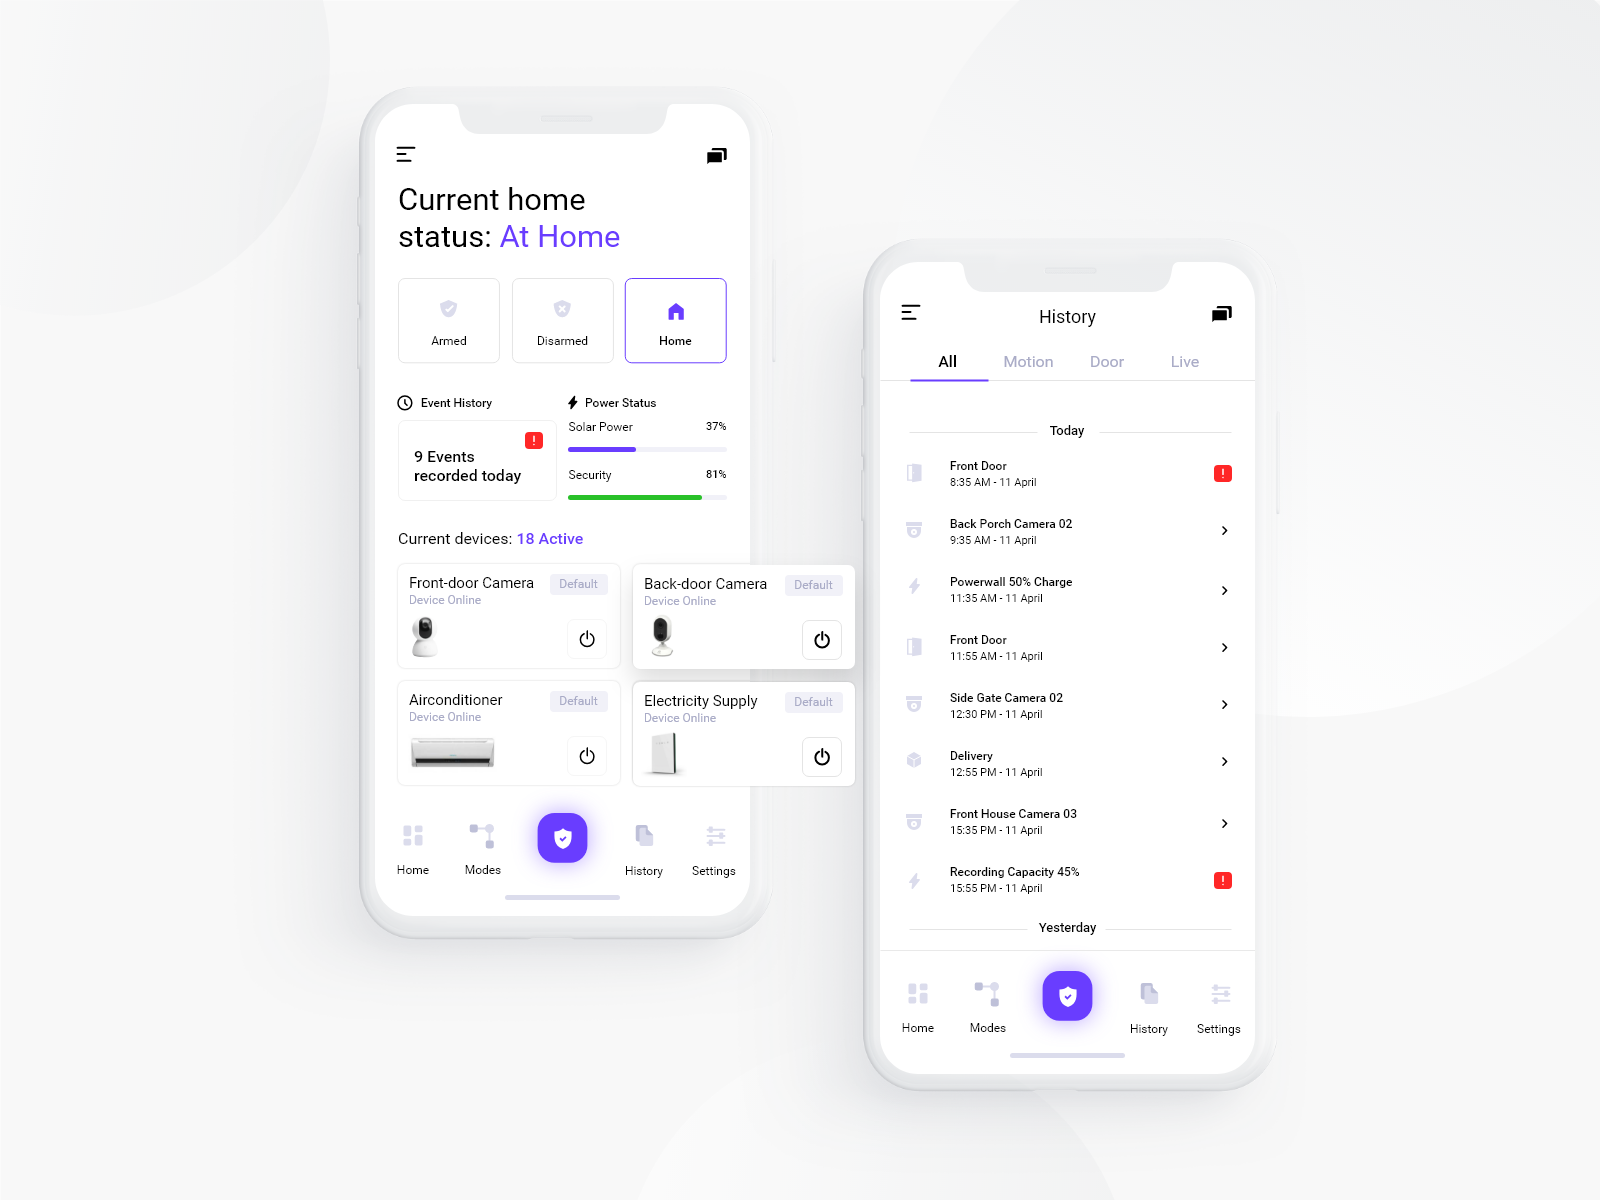 Current home
status: At Home
Armed
Disarmed
Home
Event History
9 Events
recorded today
Power Status
Solar Power 37%
Security 81%
Current devices: 18 Active
Front-door Camera Default
Device Online
Back-door Camera Default
Device Online
Airconditioner Default
Device Online
Electricity Supply Default
Device Online
Home
Modes
History
Settings
History
All
Motion
Door
Live
Today
Front Door
8:35 AM - 11 April
Back Porch Camera 02
9:35 AM - 11 April
Powerwall 50% Charge
11:35 AM - 11 April
Front Door
11:55 AM - 11 April
Side Gate Camera 02
12:30 PM - 11 April
Delivery
12:55 PM - 11 April
Front House Camera 03
15:35 PM - 11 April
Recording Capacity 45%
15:55 PM - 11 April
Yesterday
Home
Modes
History
Settings